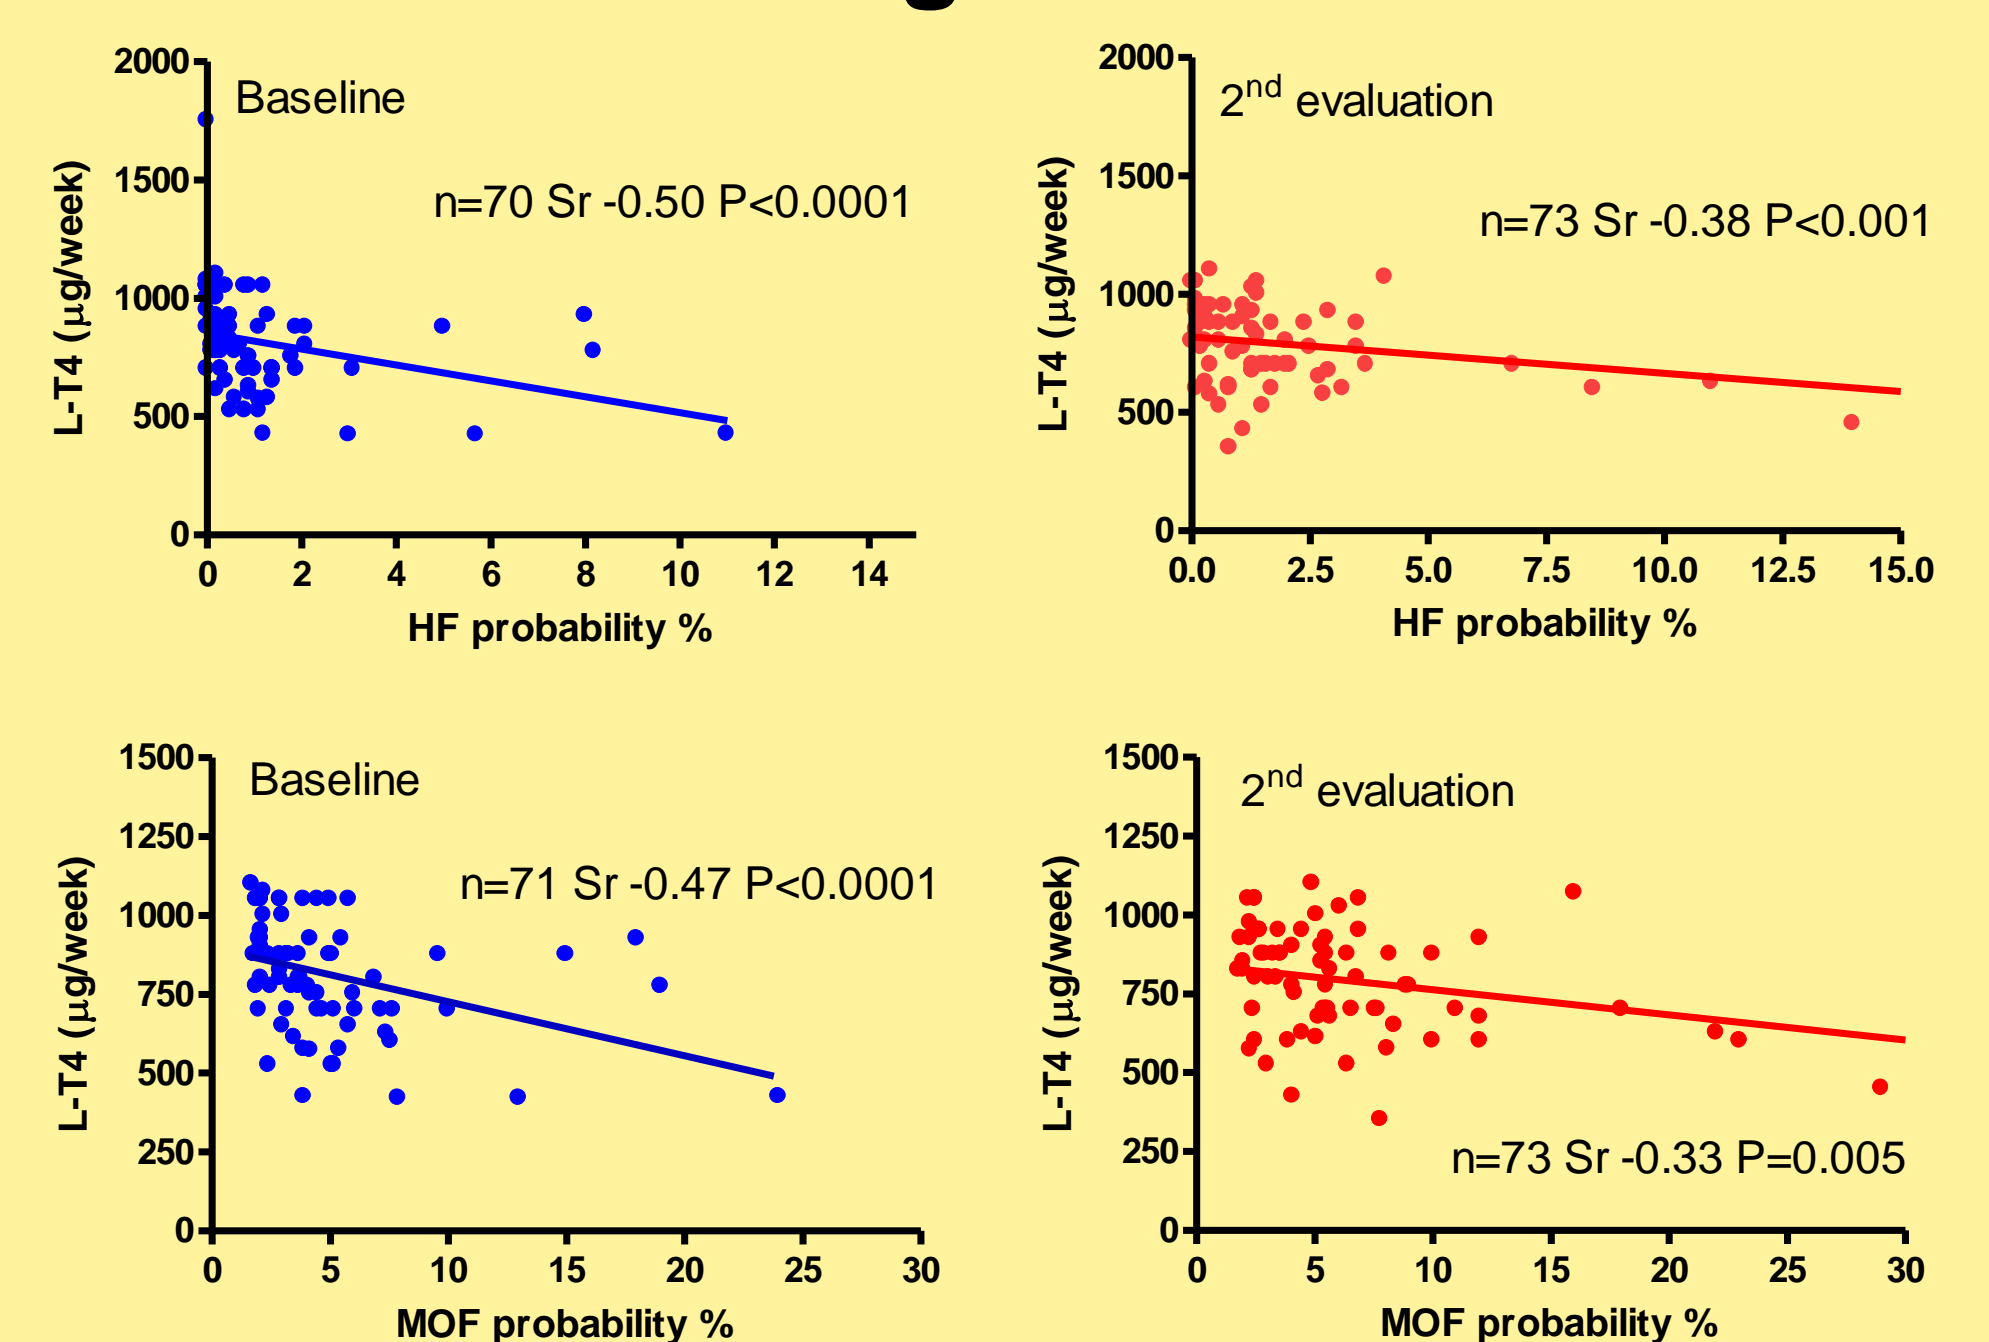 Baseline
2nd evaluation
n=70 Sr -0.50 P<0.0001
n=73 Sr -0.38 P<0.001
L-T4 (µg/week)
2000
1500
1000
500
0
0 2 4 6 8 10 12 14
HF probability %
L-T4 (µg/week)
2000
1500
1000
500
0
0.0 2.5 5.0 7.5 10.0 12.5 15.0
HF probability %
Baseline
2nd evaluation
n=71 Sr -0.47 P<0.0001
n=73 Sr -0.33 P=0.005
L-T4 (µg/week)
1500
1250
1000
750
500
250
0
0 5 10 15 20 25 30
MOF probability %
L-T4 (µg/week)
1500
1250
1000
750
500
250
0
0 5 10 15 20 25 30
MOF probability %